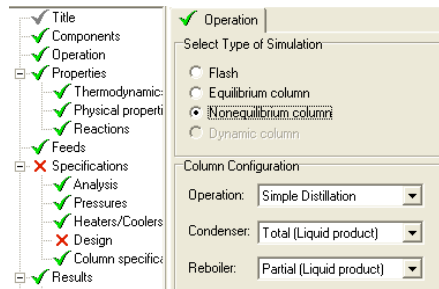 Title
Components
Operation
Properties
Thermodynamic:
Physical properti
Reactions
Feeds
Specifications
Analysis
Pressures
Heaters/Coolers
Design
Column specifica
Results
Operation
Select Type of Simulation
Flash
Equilibrium column
Nonequilibrium column
Dynamic column
Column Configuration
Operation: Simple Distillation
Condenser: Total (Liquid product)
Reboiler: Partial (Liquid product)